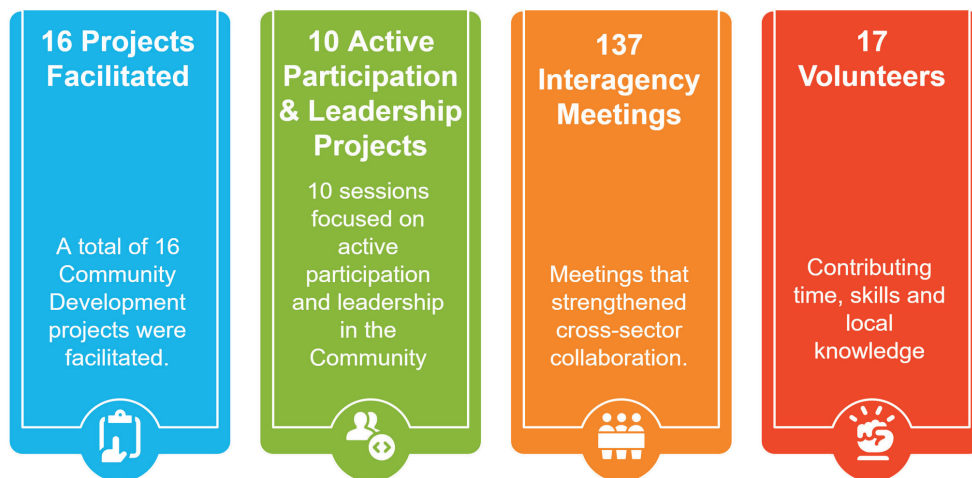 16 Projects
Facilitated
A total of 16
Community
Development
projects were
facilitated.
10 Active
Participation
& Leadership
Projects
10 sessions
focused on
active
participation
and leadership
in the
Community
137
Interagency
Meetings
Meetings that
strengthened
cross-sector
collaboration.
17
Volunteers
Contributing
time, skills and
local
knowledge